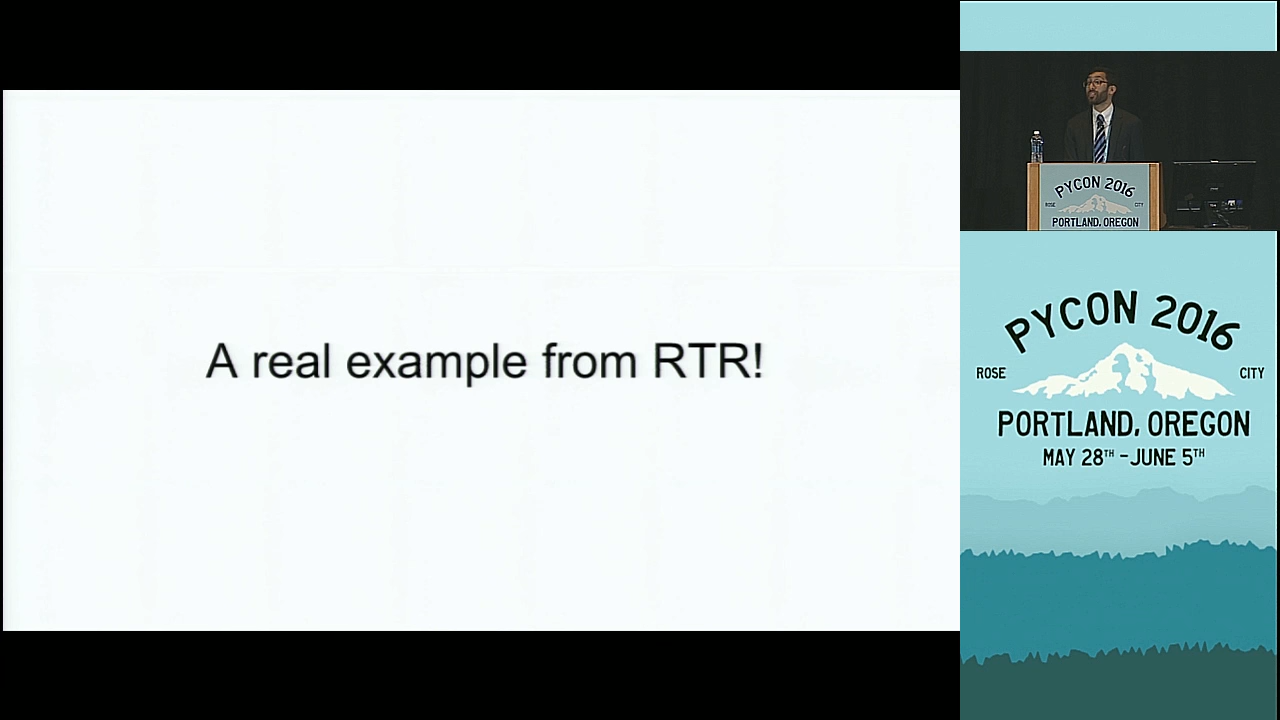 A real example from RTR!
PYCON 2016
ROSE CITY
PORTLAND, OREGON
PYCON 2016
ROSE CITY
PORTLAND, OREGON
MAY 28TH - JUNE 5TH